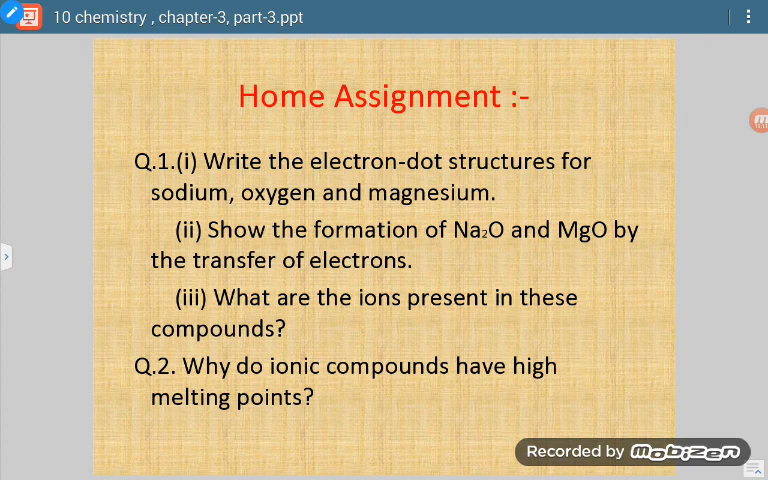 10 chemistry , chapter-3, part-3.ppt
Home Assignment :-
Q.1.(i) Write the electron-dot structures for
sodium, oxygen and magnesium.
(ii) Show the formation of Na₂O and MgO by
the transfer of electrons.
(iii) What are the ions present in these
compounds?
Q.2. Why do ionic compounds have high
melting points?
Recorded by mobizen